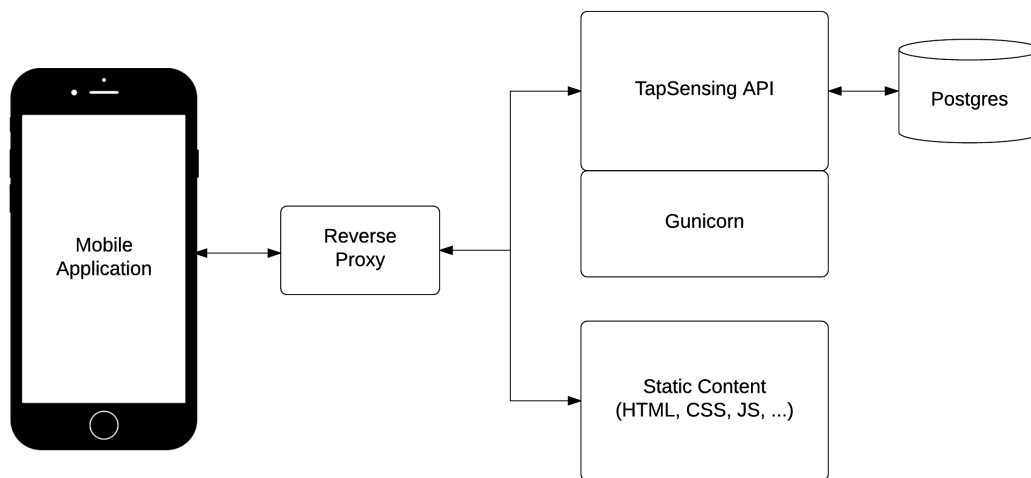 Mobile
Application
Reverse
Proxy
TapSensing API
Gunicorn
Postgres
Static Content
(HTML, CSS, JS, ...)